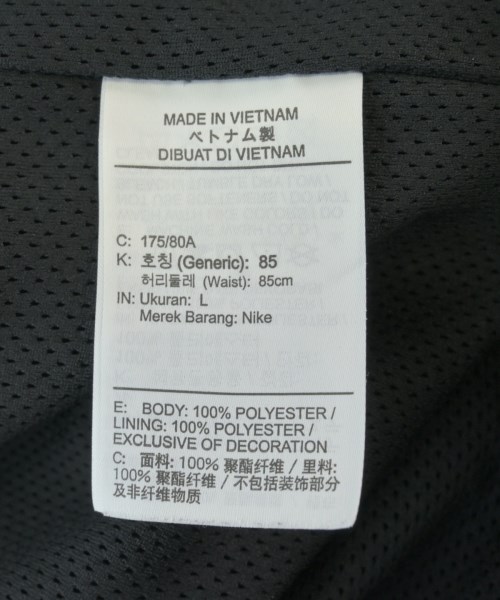 MADE IN VIETNAM
ベトナム製
DIBUAT DI VIETNAM
C: 175/80A
K: 호칭 (Generic): 85
허리둘레 (Waist): 85cm
IN: Ukuran: L
Merek Barang: Nike
E: BODY: 100% POLYESTER /
LINING: 100% POLYESTER /
EXCLUSIVE OF DECORATION
C: 面料: 100% 聚酯纤维 / 里料:
100% 聚酯纤维 / 不包括装饰部分
及非纤维物质